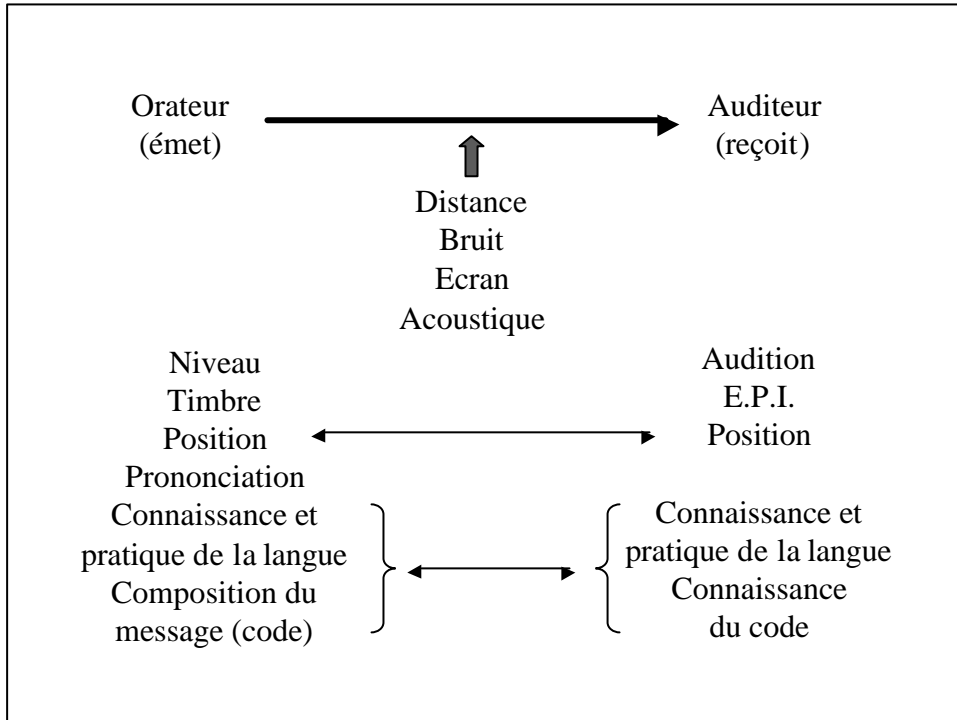 Orateur
(émet)
Auditeur
(reçoit)
Distance
Bruit
Ecran
Acoustique
Niveau
Timbre
Position
Prononciation
Connaissance et
pratique de la langue
Composition du
message (code)
Audition
E.P.I.
Position
Connaissance et
pratique de la langue
Connaissance
du code